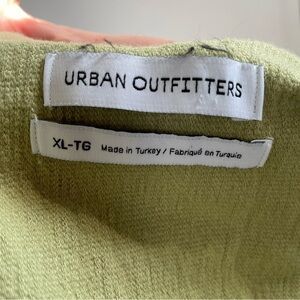 URBAN OUTFITTERS
XL-TG Made in Turkey / Fabriqué en Turquie